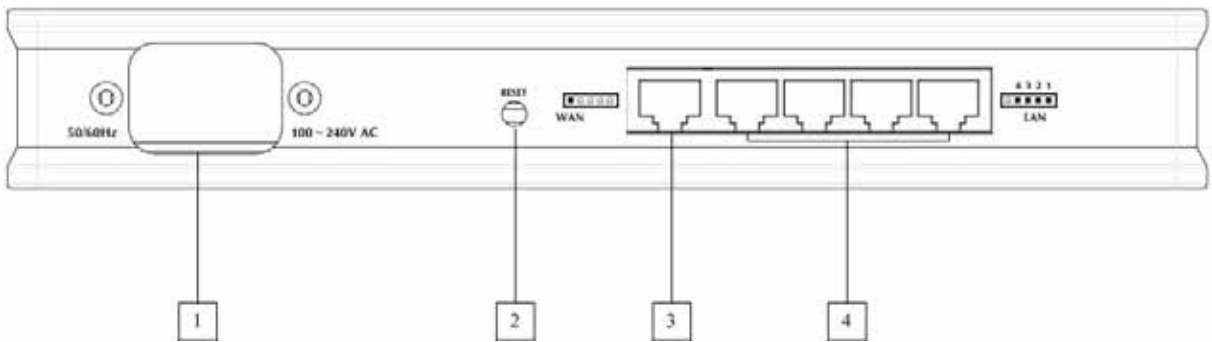 RESET
WAN
4 3 2 1
LAN
50/60Hz
100 ~ 240V AC
1
2
3
4